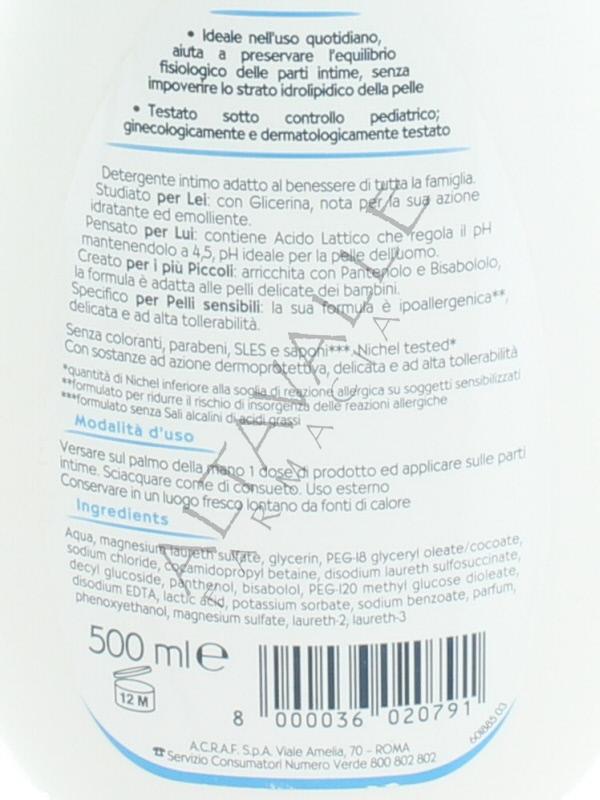 • Ideale nell'uso quotidiano,
aiuta a preservare l'equilibrio
fisiologico delle parti intime, senza
impoverire lo strato idrolipidico della pelle
• Testato sotto controllo pediatrico;
ginecologicamente e dermatologicamente testato
Detergente intimo adatto al benessere di tutta la famiglia.
Studiato per Lei: con Glicerina, nota per la sua azione
idratante ed emolliente.
Pensato per Lui: contiene Acido Lattico che regola il pH
mantenendolo a 4,5, pH ideale per la pelle dell'uomo.
Creato per i più Piccoli: arricchita con Pantenolo e Bisabololo,
la formula è adatta alle pelli delicate dei bambini.
Specifico per Pelli sensibili: la sua formula è ipoallergenica**,
delicata e ad alta tollerabilità.
Senza coloranti, parabeni, SLES e saponi***, Nichel tested*
Con sostanze ad azione dermoprotettiva, delicata e ad alta tollerabilità
*quantità di Nichel inferiore alla soglia di reazione allergica su soggetti sensibilizzati
**formulato per ridurre il rischio di insorgenza delle reazioni allergiche
***formulato senza Sali alcalini di acidi grassi
Modalità d'uso
Versare sul palmo della mano 1 dose di prodotto ed applicare sulle parti
intime. Sciacquare come di consueto. Uso esterno
Conservare in un luogo fresco lontano da fonti di calore
Ingredients
Aqua, magnesium laureth sulfate, glycerin, PEG-18 glyceryl oleate/cocoate,
sodium chloride, cocamidopropyl betaine, disodium laureth sulfosuccinate,
decyl glucoside, panthenol, bisabolol, PEG-120 methyl glucose dioleate,
disodium EDTA, lactic acid, potassium sorbate, sodium benzoate, parfum,
phenoxyethanol, magnesium sulfate, laureth-2, laureth-3
500 ml e
12 M
8 000036 020791
601885 03
A.C.R.A.F. S.p.A. Viale Amelia, 70 - ROMA
☎ Servizio Consumatori Numero Verde 800 802 802
ALTAVALLE
FARMACIA